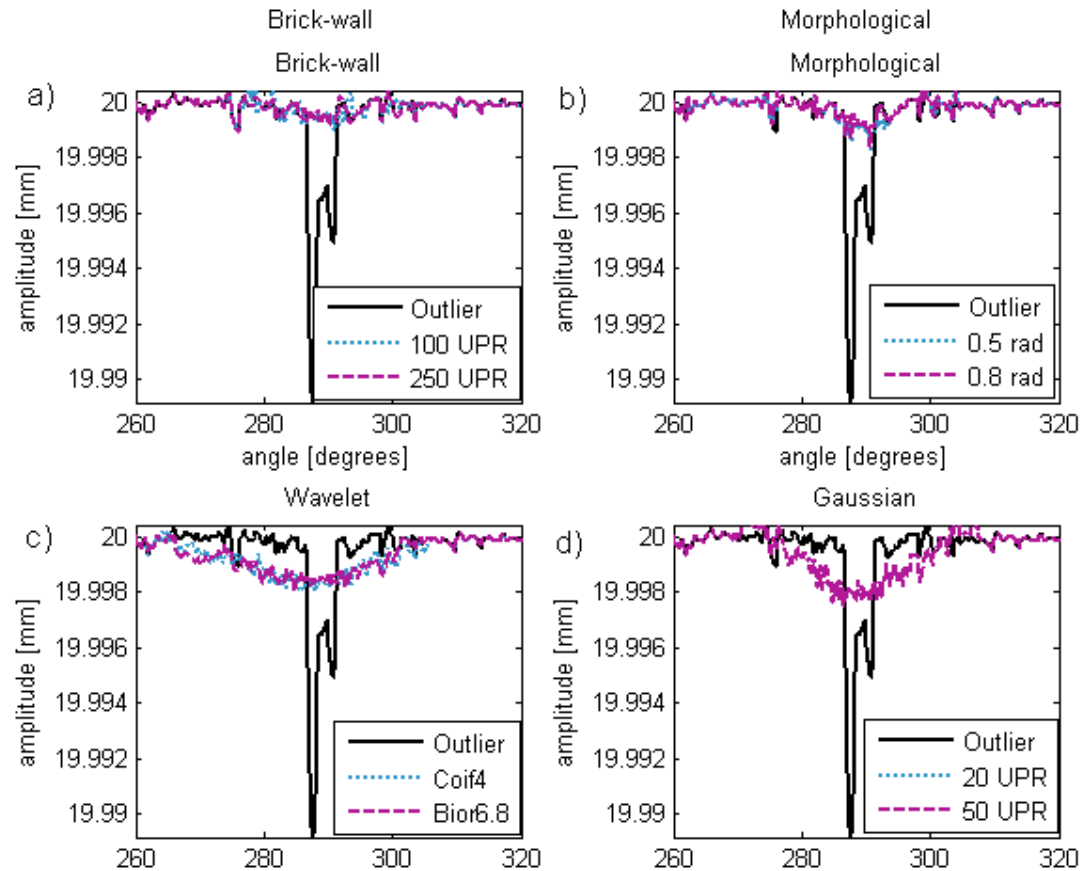 Brick-wall Morphological
Brick-wall Morphological
a) b)
20 20
19.998 19.998
19.996 19.996
19.994 19.994
19.992 19.992
19.99 19.99
amplitude [mm] amplitude [mm]
Outlier Outlier
100 UPR 0.5 rad
250 UPR 0.8 rad
260 280 300 320 260 280 300 320
angle [degrees] angle [degrees]
Wavelet Gaussian
c) d)
20 20
19.998 19.998
19.996 19.996
19.994 19.994
19.992 19.992
19.99 19.99
amplitude [mm] amplitude [mm]
Outlier Outlier
Coif4 20 UPR
Bior6.8 50 UPR
260 280 300 320 260 280 300 320